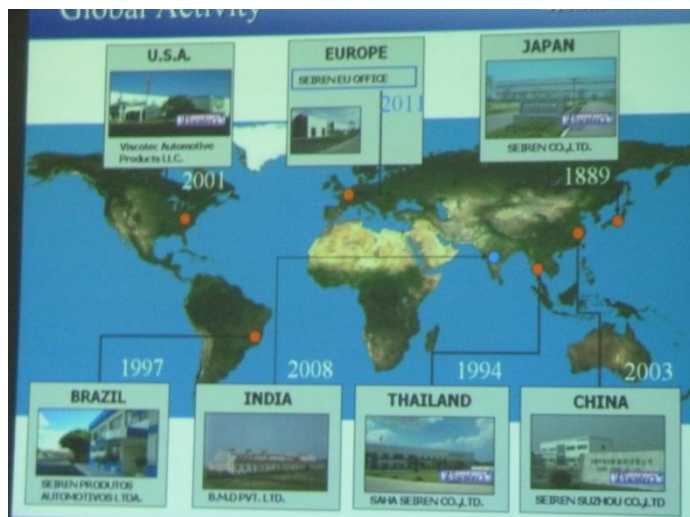 Global Activity
U.S.A.
Viscotec Automotive
Products LLC.
2001
EUROPE
SEIREN EU OFFICE
2011
JAPAN
SEIREN CO.,LTD.
1889
1997
2008
1994
2003
BRAZIL
SEIREN PRODUTOS
AUTOMOTIVOS LTDA.
INDIA
B.M.D PVT. LTD.
THAILAND
SAHA SEIREN CO.,LTD.
CHINA
SEIREN SUZHOU CO.,LTD